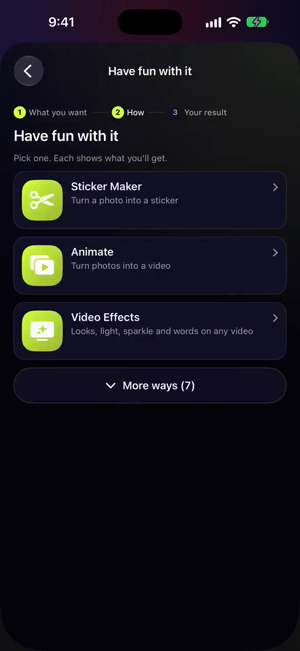 9:41
Have fun with it
1 What you want 2 How 3 Your result
Have fun with it
Pick one. Each shows what you'll get.
Sticker Maker
Turn a photo into a sticker
Animate
Turn photos into a video
Video Effects
Looks, light, sparkle and words on any video
More ways (7)